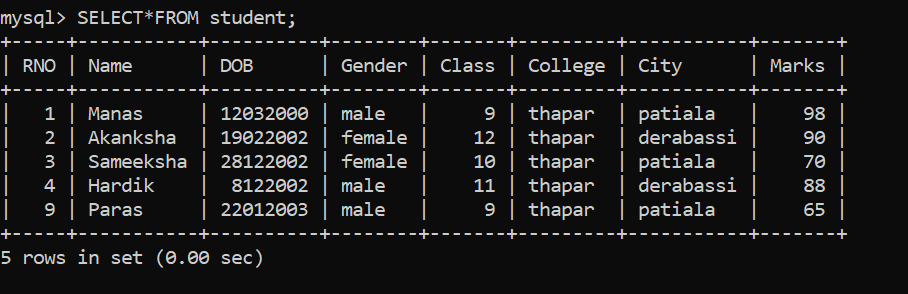 mysql> SELECT*FROM student;
+-----+-----------+----------+--------+-------+---------+-----------+-------+
| RNO | Name      | DOB      | Gender | Class | College | City      | Marks |
+-----+-----------+----------+--------+-------+---------+-----------+-------+
|   1 | Manas     | 12032000 | male   |     9 | thapar  | patiala   |    98 |
|   2 | Akanksha  | 19022002 | female |    12 | thapar  | derabassi |    90 |
|   3 | Sameeksha | 28122002 | female |    10 | thapar  | patiala   |    70 |
|   4 | Hardik    |  8122002 | male   |    11 | thapar  | derabassi |    88 |
|   9 | Paras     | 22012003 | male   |     9 | thapar  | patiala   |    65 |
+-----+-----------+----------+--------+-------+---------+-----------+-------+
5 rows in set (0.00 sec)